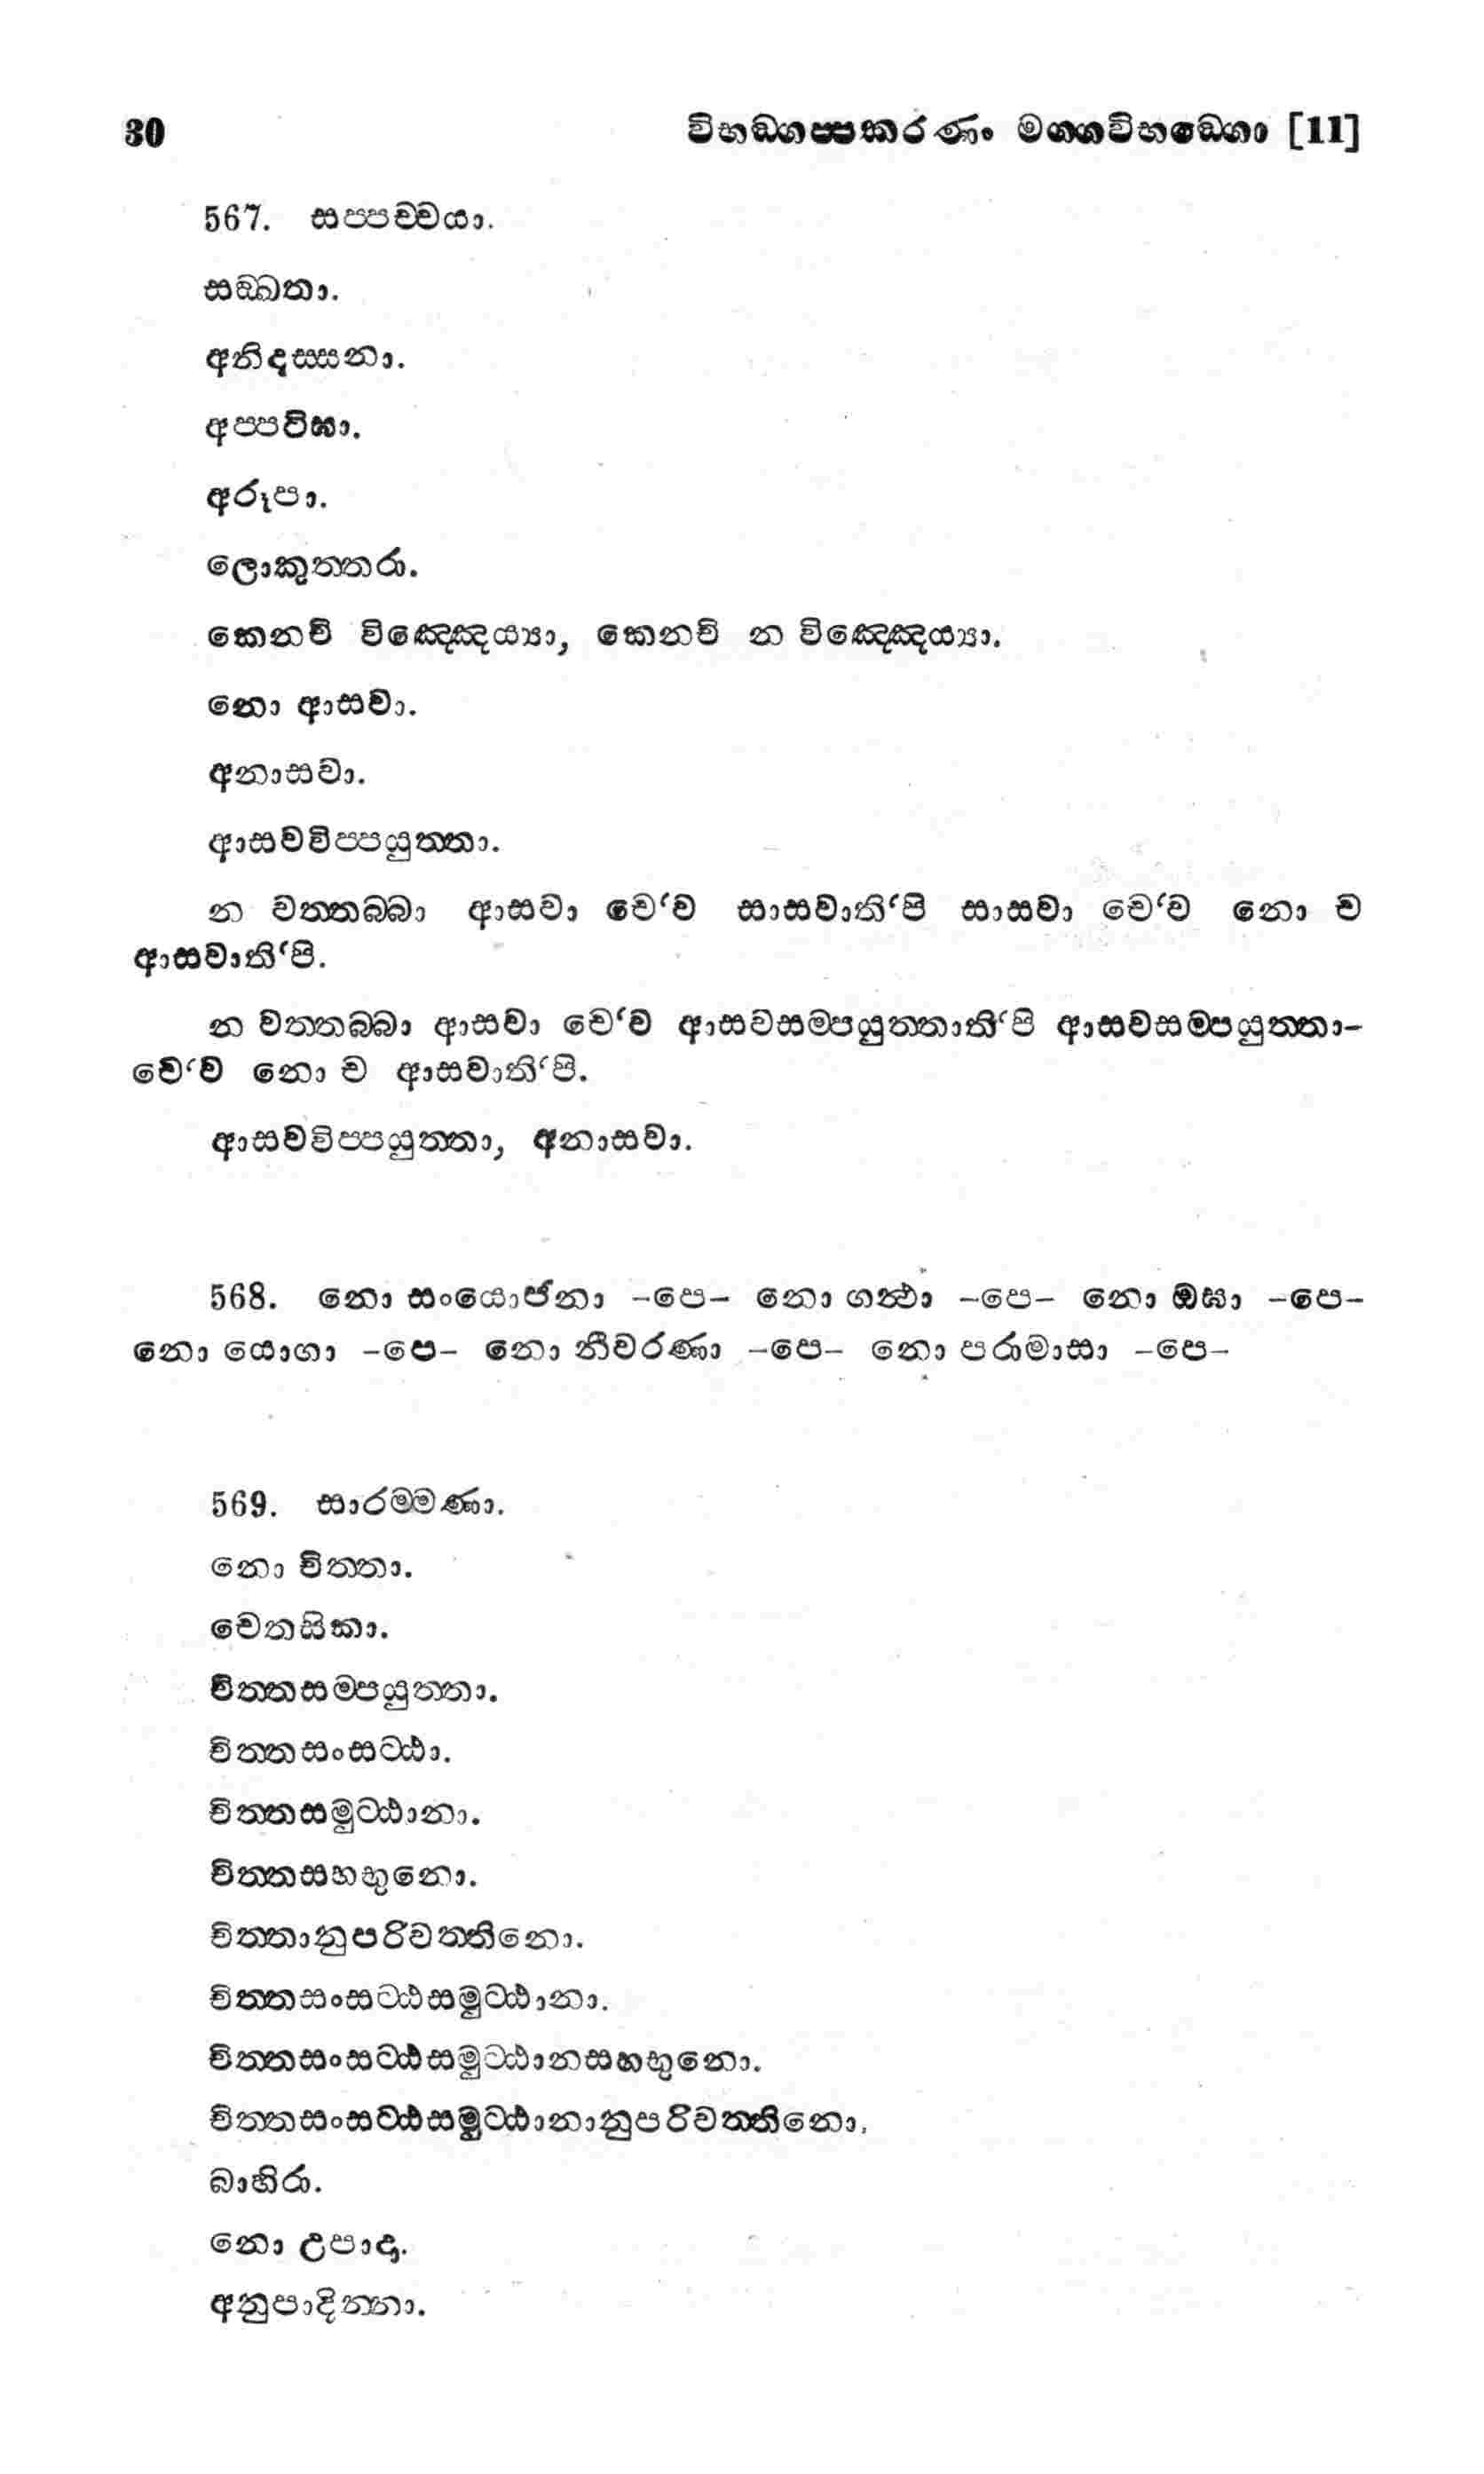 30 විභඞ්ගප්පකරණං මග්ගවිභඞ්ගො [11]
567. සප්පච්චයා.
සඞ්ඛතා.
අනිදස්සනා.
අප්පටිඝා.
අරූපා.
ලොකුත්තරා.
කෙනචි විඤ්ඤෙය්‍යා, කෙනචි න විඤ්ඤෙය්‍යා.
නො ආසවා.
අනාසවා.
ආසවවිප්පයුත්තා.
න වත්තබ්බා ආසවා චෙ‘ව සාසවාති‘පි සාසවා චෙ‘ව නො ච
ආසවාති‘පි.
න වත්තබ්බා ආසවා චෙ‘ව ආසවසම්පයුත්තාති‘පි ආසවසම්පයුත්තා-
චෙ‘ව නො ච ආසවාති‘පි.
ආසවවිප්පයුත්තා, අනාසවා.
568. නො සංයොජනා -පෙ- නො ගන්‍ථා -පෙ- නො ඔඝා -පෙ-
නො යොගා -පෙ- නො නීවරණා -පෙ- නො පරාමාසා -පෙ-
569. සාරම්මණා.
නො චිත්තා.
චෙතසිකා.
චිත්තසම්පයුත්තා.
චිත්තසංසට්ඨා.
චිත්තසමුට්ඨානා.
චිත්තසහභුනො.
චිත්තානුපරිවත්තිනො.
චිත්තසංසට්ඨසමුට්ඨානා.
චිත්තසංසට්ඨසමුට්ඨානසහභුනො.
චිත්තසංසට්ඨසමුට්ඨානානුපරිවත්තිනො.
බාහිරා.
නො උපාදා.
අනුපාදින්නා.